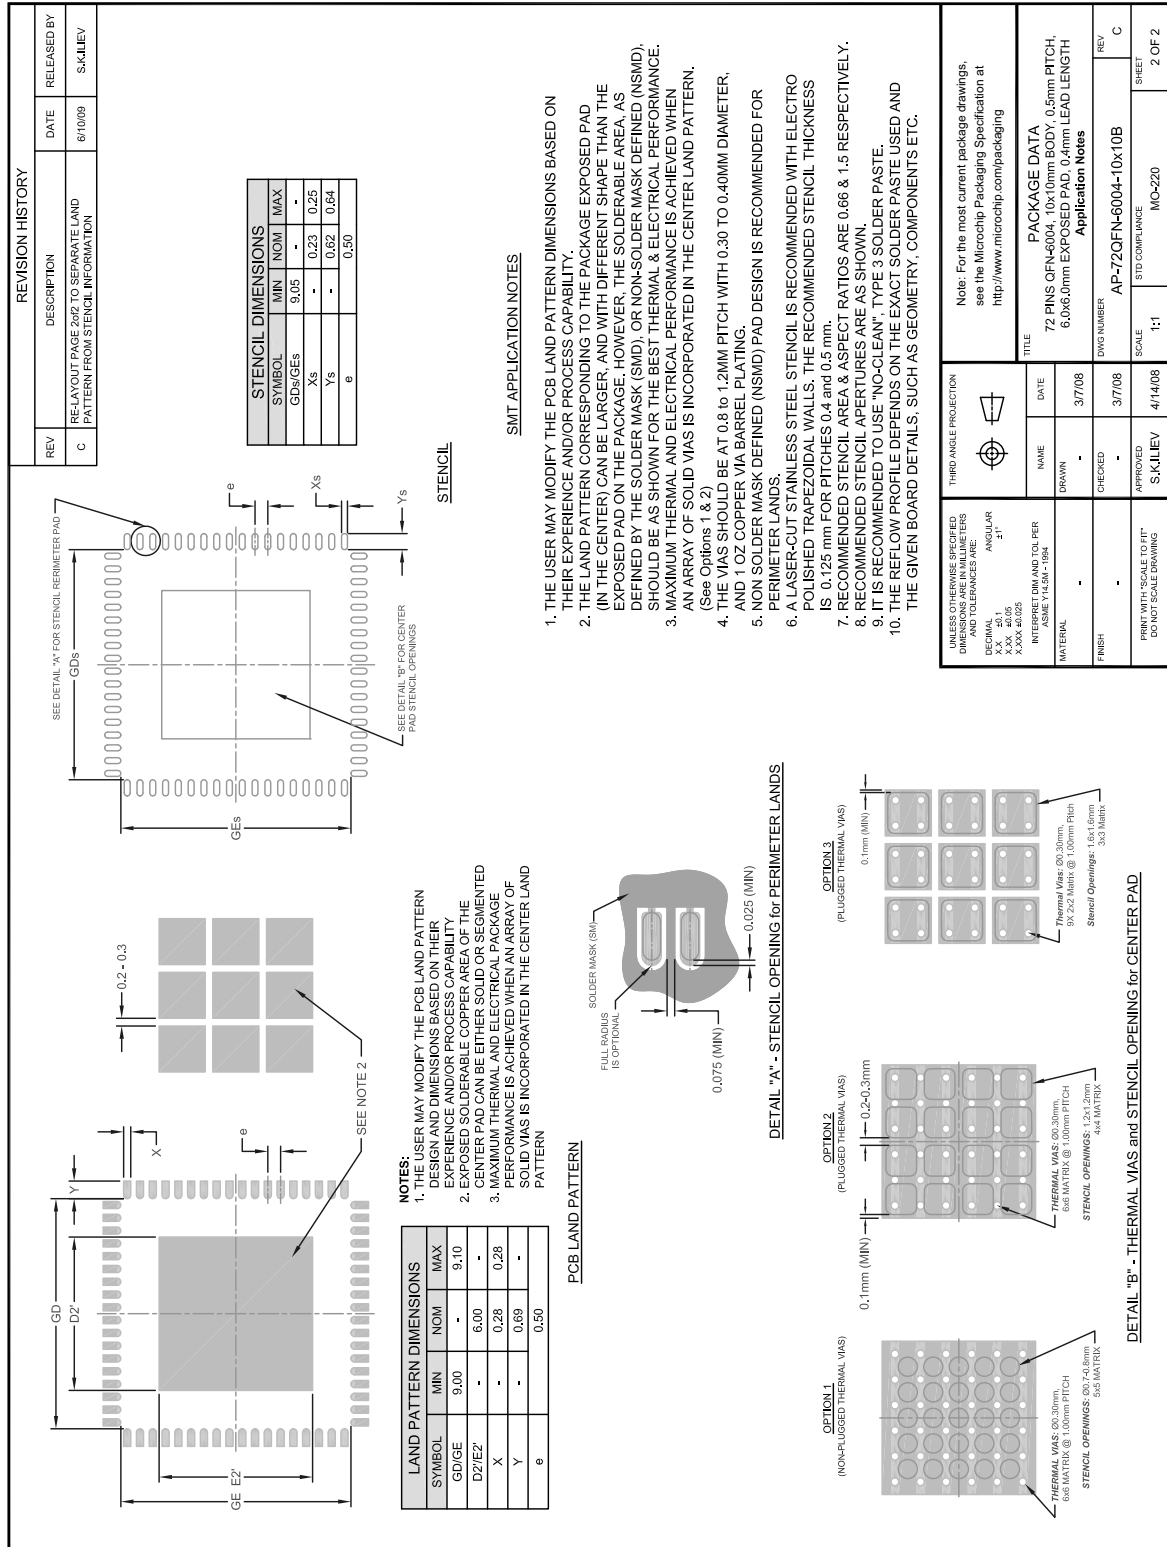 REVISION HISTORY
REV DESCRIPTION DATE RELEASED BY
C RE-LAYOUT PAGE 2of2 TO SEPARATE LAND PATTERN FROM STENCIL INFORMATION 6/10/09 S.K.ILIEV
GD
D2'
GE
E2'
Y
X
e
0.2 - 0.3
SEE NOTE 2
LAND PATTERN DIMENSIONS
SYMBOL MIN NOM MAX
GD/GE 9.00 - 9.10
D2'/E2' - 6.00 -
X - 0.28 0.28
Y - 0.69 -
e 0.50
NOTES:
1. THE USER MAY MODIFY THE PCB LAND PATTERN
DESIGN AND DIMENSIONS BASED ON THEIR
EXPERIENCE AND/OR PROCESS CAPABILITY
2. EXPOSED SOLDERABLE COPPER AREA OF THE
CENTER PAD CAN BE EITHER SOLID OR SEGMENTED
3. MAXIMUM THERMAL AND ELECTRICAL PACKAGE
PERFORMANCE IS ACHIEVED WHEN AN ARRAY OF
SOLID VIAS IS INCORPORATED IN THE CENTER LAND
PATTERN
PCB LAND PATTERN
SEE DETAIL "A" FOR STENCIL RERIMETER PAD
GDs
GEs
e
Xs
Ys
SEE DETAIL "B" FOR CENTER
PAD STENCIL OPENINGS
STENCIL
STENCIL DIMENSIONS
SYMBOL MIN NOM MAX
GDs/GEs 9.05 - -
Xs - 0.23 0.25
Ys - 0.62 0.64
e 0.50
SMT APPLICATION NOTES
1. THE USER MAY MODIFY THE PCB LAND PATTERN DIMENSIONS BASED ON
THEIR EXPERIENCE AND/OR PROCESS CAPABILITY.
2. THE LAND PATTERN CORRESPONDING TO THE PACKAGE EXPOSED PAD
(IN THE CENTER) CAN BE LARGER, AND WITH DIFFERENT SHAPE THAN THE
EXPOSED PAD ON THE PACKAGE. HOWEVER, THE SOLDERABLE AREA, AS
DEFINED BY THE SOLDER MASK (SMD), OR NON-SOLDER MASK DEFINED (NSMD),
SHOULD BE AS SHOWN FOR THE BEST THERMAL & ELECTRICAL PERFORMANCE.
3. MAXIMUM THERMAL AND ELECTRICAL PERFORMANCE IS ACHIEVED WHEN
AN ARRAY OF SOLID VIAS IS INCORPORATED IN THE CENTER LAND PATTERN.
(See Options 1 & 2)
4. THE VIAS SHOULD BE AT 0.8 to 1.2MM PITCH WITH 0.30 TO 0.40MM DIAMETER,
AND 1 OZ COPPER VIA BARREL PLATING.
5. NON SOLDER MASK DEFINED (NSMD) PAD DESIGN IS RECOMMENDED FOR
PERIMETER LANDS.
6. A LASER-CUT STAINLESS STEEL STENCIL IS RECOMMENDED WITH ELECTRO
POLISHED TRAPEZOIDAL WALLS. THE RECOMMENDED STENCIL THICKNESS
IS 0.125 mm FOR PITCHES 0.4 and 0.5 mm.
7. RECOMMENDED STENCIL AREA & ASPECT RATIOS ARE 0.66 & 1.5 RESPECTIVELY.
8. RECOMMENDED STENCIL APERTURES ARE AS SHOWN.
9. IT IS RECOMMENDED TO USE "NO-CLEAN", TYPE 3 SOLDER PASTE.
10. THE REFLOW PROFILE DEPENDS ON THE EXACT SOLDER PASTE USED AND
THE GIVEN BOARD DETAILS, SUCH AS GEOMETRY, COMPONENTS ETC.
SOLDER MASK (SM)
FULL RADIUS
IS OPTIONAL
0.075 (MIN)
0.025 (MIN)
DETAIL "A" - STENCIL OPENING for PERIMETER LANDS
OPTION 1
(NON-PLUGGED THERMAL VIAS)
THERMAL VIAS: Ø0.30mm,
6x6 MATRIX @ 1.00mm PITCH
STENCIL OPENINGS: Ø0.7-0.8mm
5x5 MATRIX
OPTION 2
(PLUGGED THERMAL VIAS)
0.1mm (MIN)
0.2-0.3mm
THERMAL VIAS: Ø0.30mm,
6x6 MATRIX @ 1.00mm PITCH
STENCIL OPENINGS: 1.2x1.2mm
4x4 MATRIX
OPTION 3
(PLUGGED THERMAL VIAS)
0.1mm (MIN)
Thermal Vias: Ø0.30mm,
9X 2x2 Matrix @ 1.00mm Pitch
Stencil Openings: 1.6x1.6mm
3x3 Matrix
DETAIL "B" - THERMAL VIAS and STENCIL OPENING for CENTER PAD
UNLESS OTHERWISE SPECIFIED
DIMENSIONS ARE IN MILLIMETERS
AND TOLERANCES ARE:
DECIMAL ANGULAR
X.X ±0.1 ±1°
X.XX ±0.05
X.XXX ±0.025
INTERPRET DIM AND TOL PER
ASME Y14.5M - 1994
MATERIAL
-
FINISH
-
PRINT WITH "SCALE TO FIT"
DO NOT SCALE DRAWING
THIRD ANGLE PROJECTION
NAME DATE
DRAWN
- 3/7/08
CHECKED
- 3/7/08
APPROVED
S.K.ILIEV 4/14/08
Note: For the most current package drawings,
see the Microchip Packaging Specification at
http://www.microchip.com/packaging
TITLE
PACKAGE DATA
72 PINS QFN-6004, 10x10mm BODY, 0.5mm PITCH,
6.0x6.0mm EXPOSED PAD, 0.4mm LEAD LENGTH
Application Notes
DWG NUMBER
AP-72QFN-6004-10x10B
REV
C
SCALE
1:1
STD COMPLIANCE
MO-220
SHEET
2 OF 2